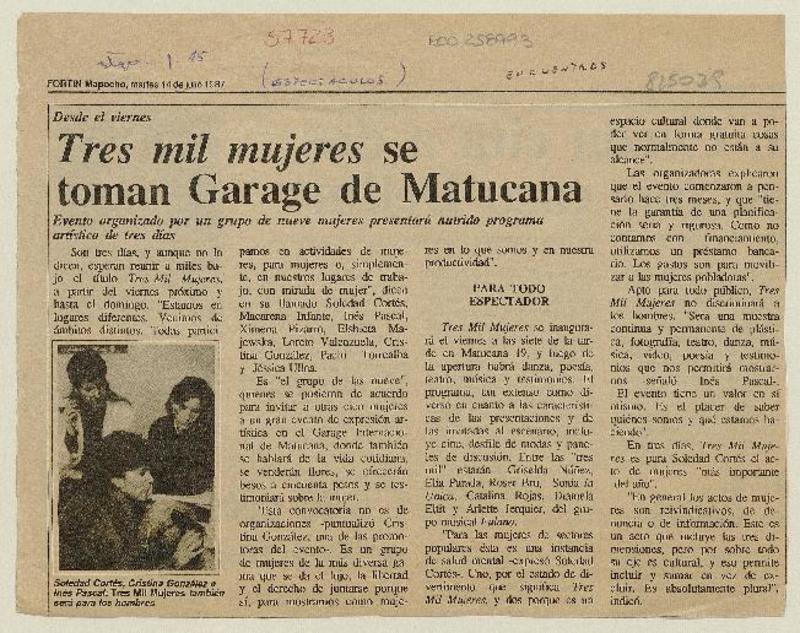 57723
ECO 258993
( ESPECTACULOS )
ENCUENTROS
825039
FORTIN Mapocho, martes 14 de julio 1987
Desde el viernes
Tres mil mujeres se
toman Garage de Matucana
Evento organizado por un grupo de nueve mujeres presentará nutrido programa
artístico de tres días
Son tres días, y aunque no lo
dicen, esperan reunir a miles ba-
jo el título Tres Mil Mujeres,
a partir del viernes próximo y
hasta el domingo. "Estamos en
lugares diferentes. Venimos de
ámbitos distintos. Todas partici-
Soledad Cortés, Cristina González e
Inés Pascal. Tres Mil Mujeres también
será para los hombres
pamos en actividades de muje-
res, para mujeres o, simplemen-
te, en nuestros lugares de traba-
jo, con mirada de mujer", dicen
en su llamado Soledad Cortés,
Macarena Infante, Inés Pascal,
Ximena Pizarro, Elsbieta Ma-
jewska, Loreto Valenzuela, Cris-
tina González, Paclo Torrealba
y Jéssica Ulloa.
Es "el grupo de las nueve",
quienes se pusieron de acuerdo
para invitar a otras cien mujeres
a un gran evento de expresión ar-
tística en el Garage Internacio-
nal de Matucana, donde también
se hablará de la vida cotidiana,
se venderán flores, se ofrecerán
besos a cincuenta pesos y se tes-
timoniará sobre la mujer.
"Esta convocatoria no es de
organizaciones -puntualizó Cris-
tina González, una de las promo-
toras del evento-. Es un grupo
de mujeres de la más diversa ga-
ma que se da el lujo, la libertad
y el derecho de juntarse porque
sí, para mostrarnos como muje-
res en lo que somos y en nuestra
productividad".
PARA TODO
ESPECTADOR
Tres Mil Mujeres se inaugura-
rá el viernes a las siete de la tar-
de en Matucana 19, y luego de
la apertura habrá danza, poesía,
teatro, música y testimonios. El
programa, tan extenso como di-
verso en cuanto a las característi-
cas de las presentaciones y de
las invitadas al escenario, inclu-
ye cine, desfile de modas y pane-
les de discusión. Entre las "tres
mil" estarán Griselda Núñez,
Elia Parada, Roser Bru, Sonia la
Unica, Catalina Rojas, Diamela
Eltit y Arlette Jequier, del gru-
po musical Fulano.
"Para las mujeres de sectores
populares ésta es una instancia
de salud mental -expresó Soledad
Cortés-. Uno, por el estado de di-
vertimento que significa Tres
Mil Mujeres, y dos porque es un
espacio cultural donde van a po-
der ver en forma gratuita cosas
que normalmente no están a su
alcance".
Las organizadoras explicaron
que el evento comenzaron a pen-
sarlo hace tres meses, y que "tie-
ne la garantía de una planifica-
ción seria y rigurosa. Como no
contamos con financiamiento,
utilizamos un préstamo banca-
rio. Los gastos son para movili-
zar a las mujeres pobladoras".
Apto para todo público, Tres
Mil Mujeres no discriminará a
los hombres. "Será una muestra
continua y permanente de plásti-
ca, fotografía, teatro, danza, mú-
sica, video, poesía y testimo-
nios que nos permitirá mostrar-
nos -señaló Inés Pascal-.
El evento tiene un valor en sí
mismo. Es el placer de saber
quiénes somos y qué estamos ha-
ciendo".
En tres días, Tres Mil Muje-
res es para Soledad Cortés el ac-
to de mujeres "más importante
del año".
"En general los actos de muje-
res son reivindicativos, de de-
nuncia o de información. Este es
un acto que incluye las tres di-
mensiones, pero por sobre todo
su eje es cultural, y eso permite
incluir y sumar en vez de ex-
cluir. Es absolutamente plural",
indicó.